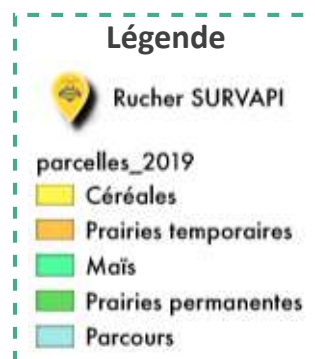 Légende
Rucher SURVAPI
parcelles_2019
Céréales
Prairies temporaires
Maïs
Prairies permanentes
Parcours